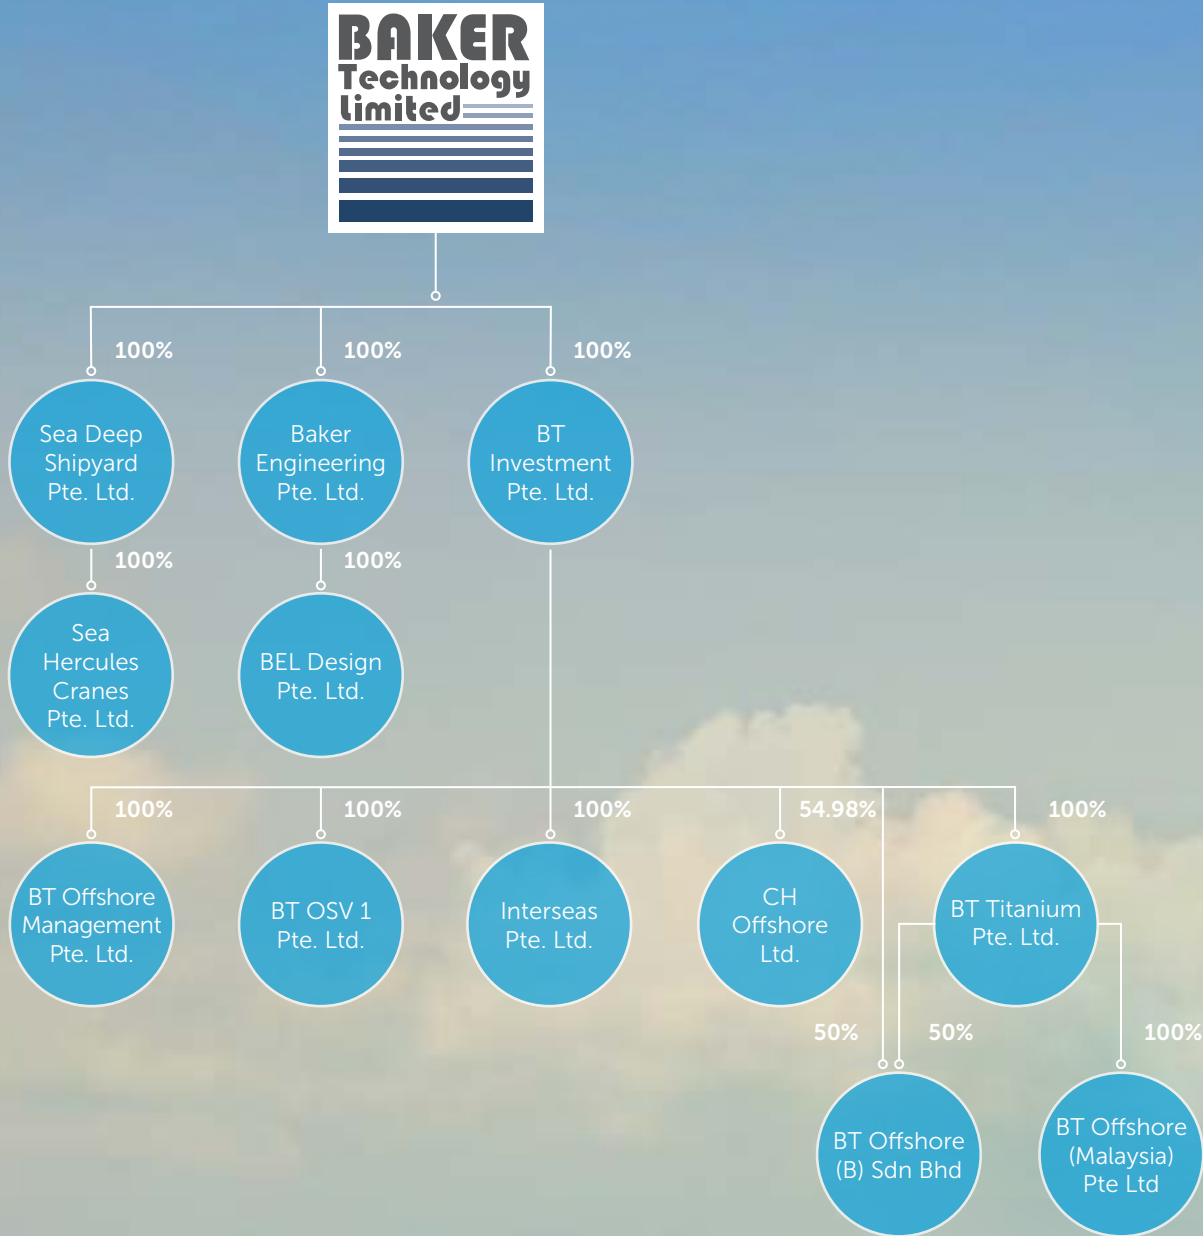 BAKER
Technology
Limited
100%
100%
100%
Sea Deep
Shipyard
Pte. Ltd.
Baker
Engineering
Pte. Ltd.
BT
Investment
Pte. Ltd.
100%
100%
Sea
Hercules
Cranes
Pte. Ltd.
BEL Design
Pte. Ltd.
100%
100%
100%
54.98%
100%
BT Offshore
Management
Pte. Ltd.
BT OSV 1
Pte. Ltd.
Interseas
Pte. Ltd.
CH
Offshore
Ltd.
BT Titanium
Pte. Ltd.
50%
50%
100%
BT Offshore
(B) Sdn Bhd
BT Offshore
(Malaysia)
Pte Ltd